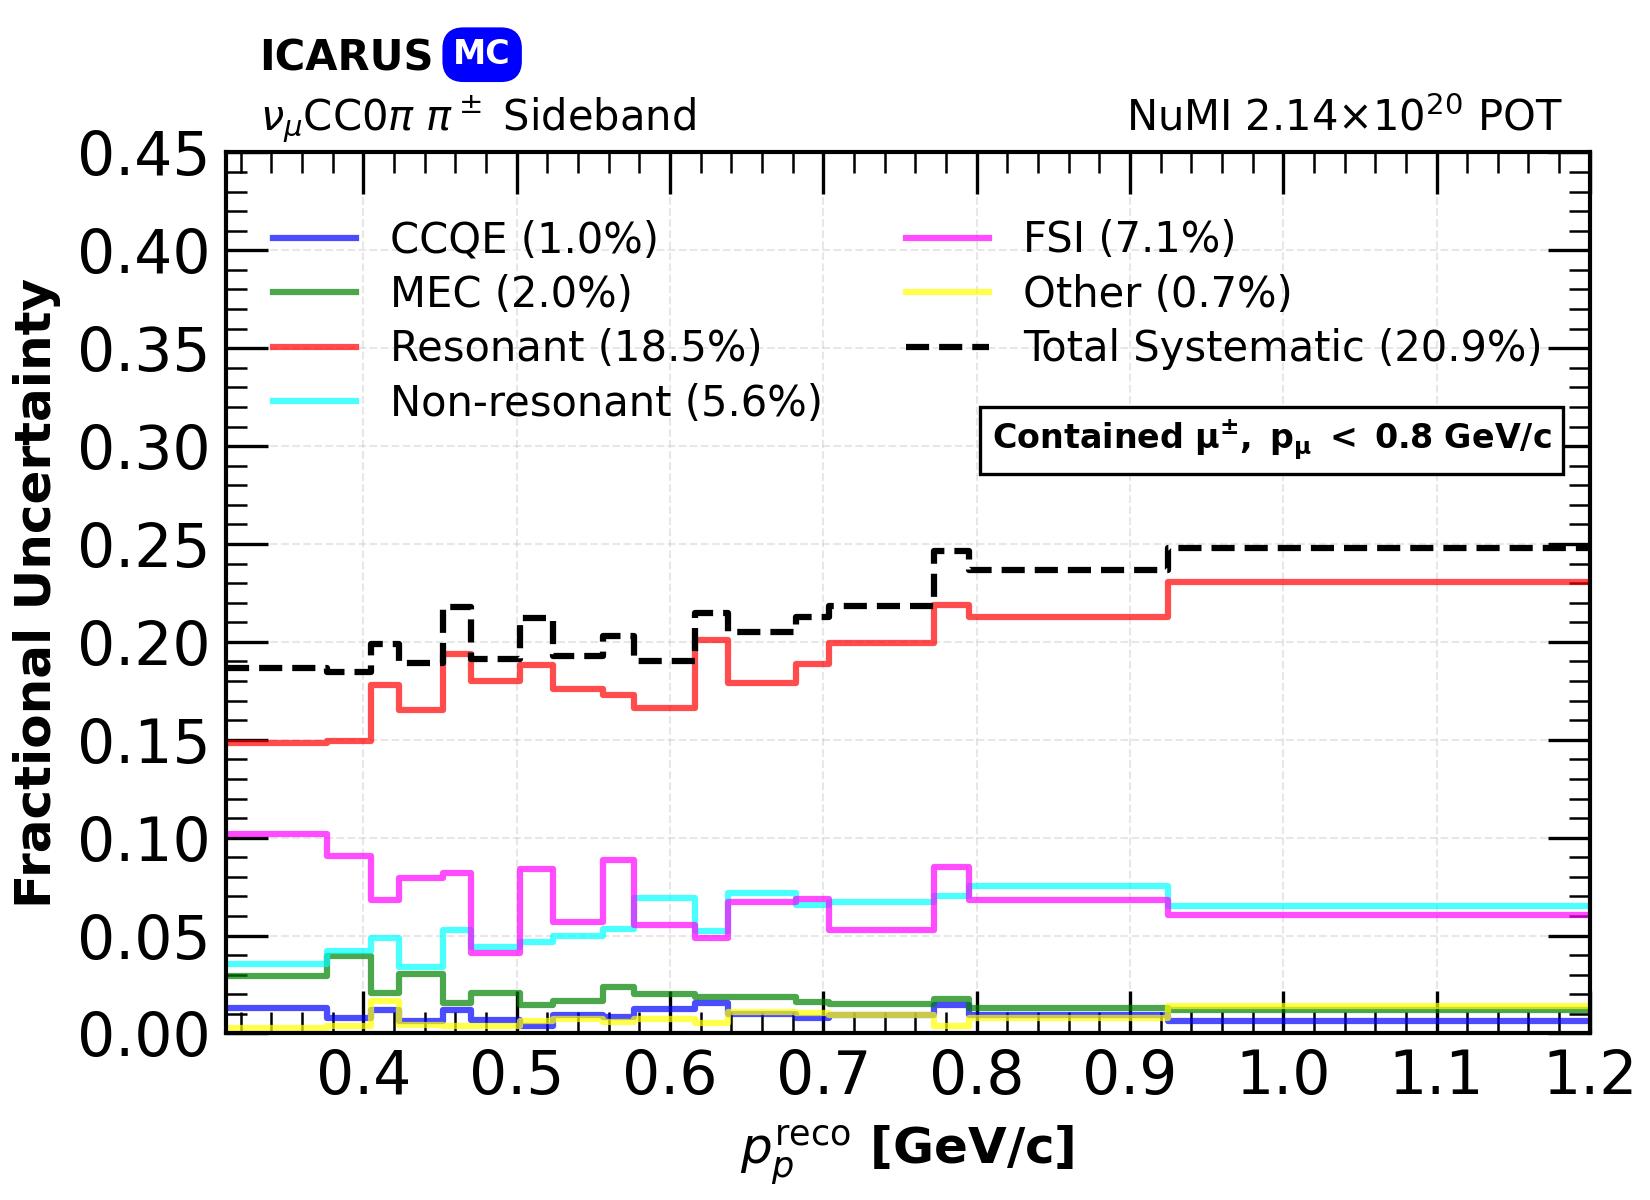 ICARUS MC
νμCC0π π± Sideband
NuMI 2.14×10²⁰ POT
0.45
0.40
0.35
0.30
0.25
0.20
0.15
0.10
0.05
0.00
Fractional Uncertainty
CCQE (1.0%)
MEC (2.0%)
Resonant (18.5%)
Non-resonant (5.6%)
FSI (7.1%)
Other (0.7%)
Total Systematic (20.9%)
Contained μ±, pμ < 0.8 GeV/c
0.4 0.5 0.6 0.7 0.8 0.9 1.0 1.1 1.2
p_p^reco [GeV/c]